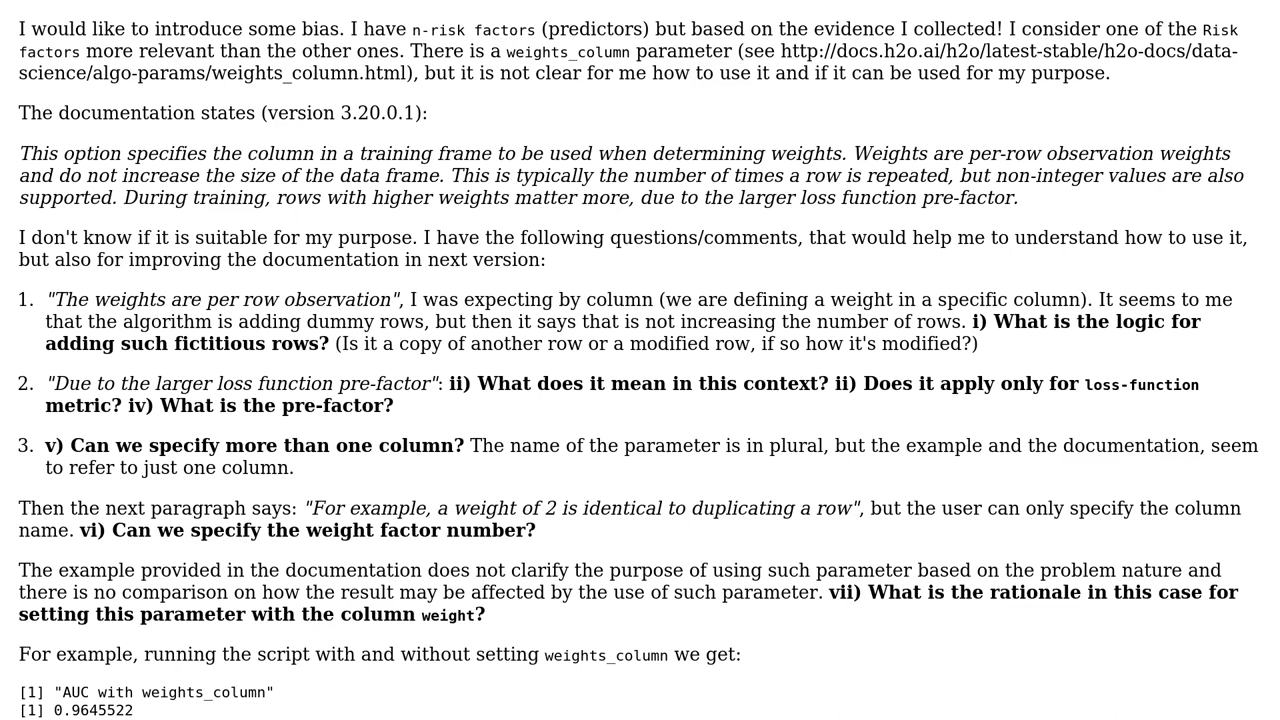 I would like to introduce some bias. I have n-risk factors (predictors) but based on the evidence I collected! I consider one of the Risk
factors more relevant than the other ones. There is a weights_column parameter (see http://docs.h2o.ai/h2o/latest-stable/h2o-docs/data-
science/algo-params/weights_column.html), but it is not clear for me how to use it and if it can be used for my purpose.
The documentation states (version 3.20.0.1):
This option specifies the column in a training frame to be used when determining weights. Weights are per-row observation weights
and do not increase the size of the data frame. This is typically the number of times a row is repeated, but non-integer values are also
supported. During training, rows with higher weights matter more, due to the larger loss function pre-factor.
I don't know if it is suitable for my purpose. I have the following questions/comments, that would help me to understand how to use it,
but also for improving the documentation in next version:
1. "The weights are per row observation", I was expecting by column (we are defining a weight in a specific column). It seems to me
that the algorithm is adding dummy rows, but then it says that is not increasing the number of rows. i) What is the logic for
adding such fictitious rows? (Is it a copy of another row or a modified row, if so how it's modified?)
2. "Due to the larger loss function pre-factor": ii) What does it mean in this context? ii) Does it apply only for loss-function
metric? iv) What is the pre-factor?
3. v) Can we specify more than one column? The name of the parameter is in plural, but the example and the documentation, seem
to refer to just one column.
Then the next paragraph says: "For example, a weight of 2 is identical to duplicating a row", but the user can only specify the column
name. vi) Can we specify the weight factor number?
The example provided in the documentation does not clarify the purpose of using such parameter based on the problem nature and
there is no comparison on how the result may be affected by the use of such parameter. vii) What is the rationale in this case for
setting this parameter with the column weight?
For example, running the script with and without setting weights_column we get:
[1] "AUC with weights_column"
[1] 0.9645522